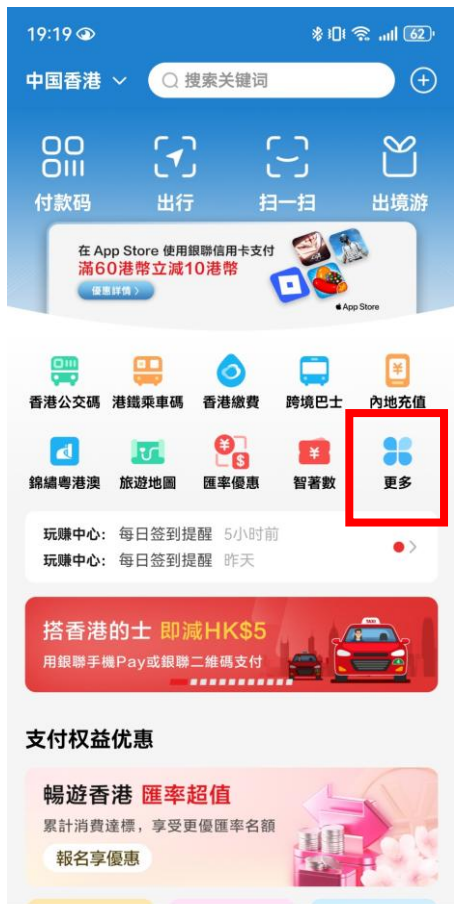 19:19
62
中国香港
搜索关键词
付款码 出行 扫一扫 出境游
在 App Store 使用銀聯信用卡支付
滿60港幣立減10港幣
優惠詳情 >
App Store
香港公交碼 港鐵乘車碼 香港繳費 跨境巴士 內地充值
錦繡粵港澳 旅遊地圖 匯率優惠 智著數 更多
玩赚中心: 每日签到提醒 5小时前
玩赚中心: 每日签到提醒 昨天
搭香港的士 即減HK$5
用銀聯手機Pay或銀聯二維碼支付
TAXI
支付权益优惠
暢遊香港 匯率超值
累計消費達標，享受更優匯率名額
報名享優惠